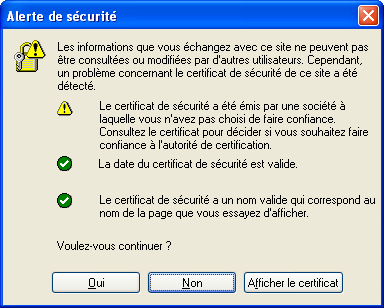 Alerte de sécurité
Les informations que vous échangez avec ce site ne peuvent pas
être consultées ou modifiées par d'autres utilisateurs. Cependant,
un problème concernant le certificat de sécurité de ce site a été
détecté.
Le certificat de sécurité a été émis par une société à
laquelle vous n'avez pas choisi de faire confiance.
Consultez le certificat pour décider si vous souhaitez faire
confiance à l'autorité de certification.
La date du certificat de sécurité est valide.
Le certificat de sécurité a un nom valide qui correspond au
nom de la page que vous essayez d'afficher.
Voulez-vous continuer ?
Oui Non Afficher le certificat